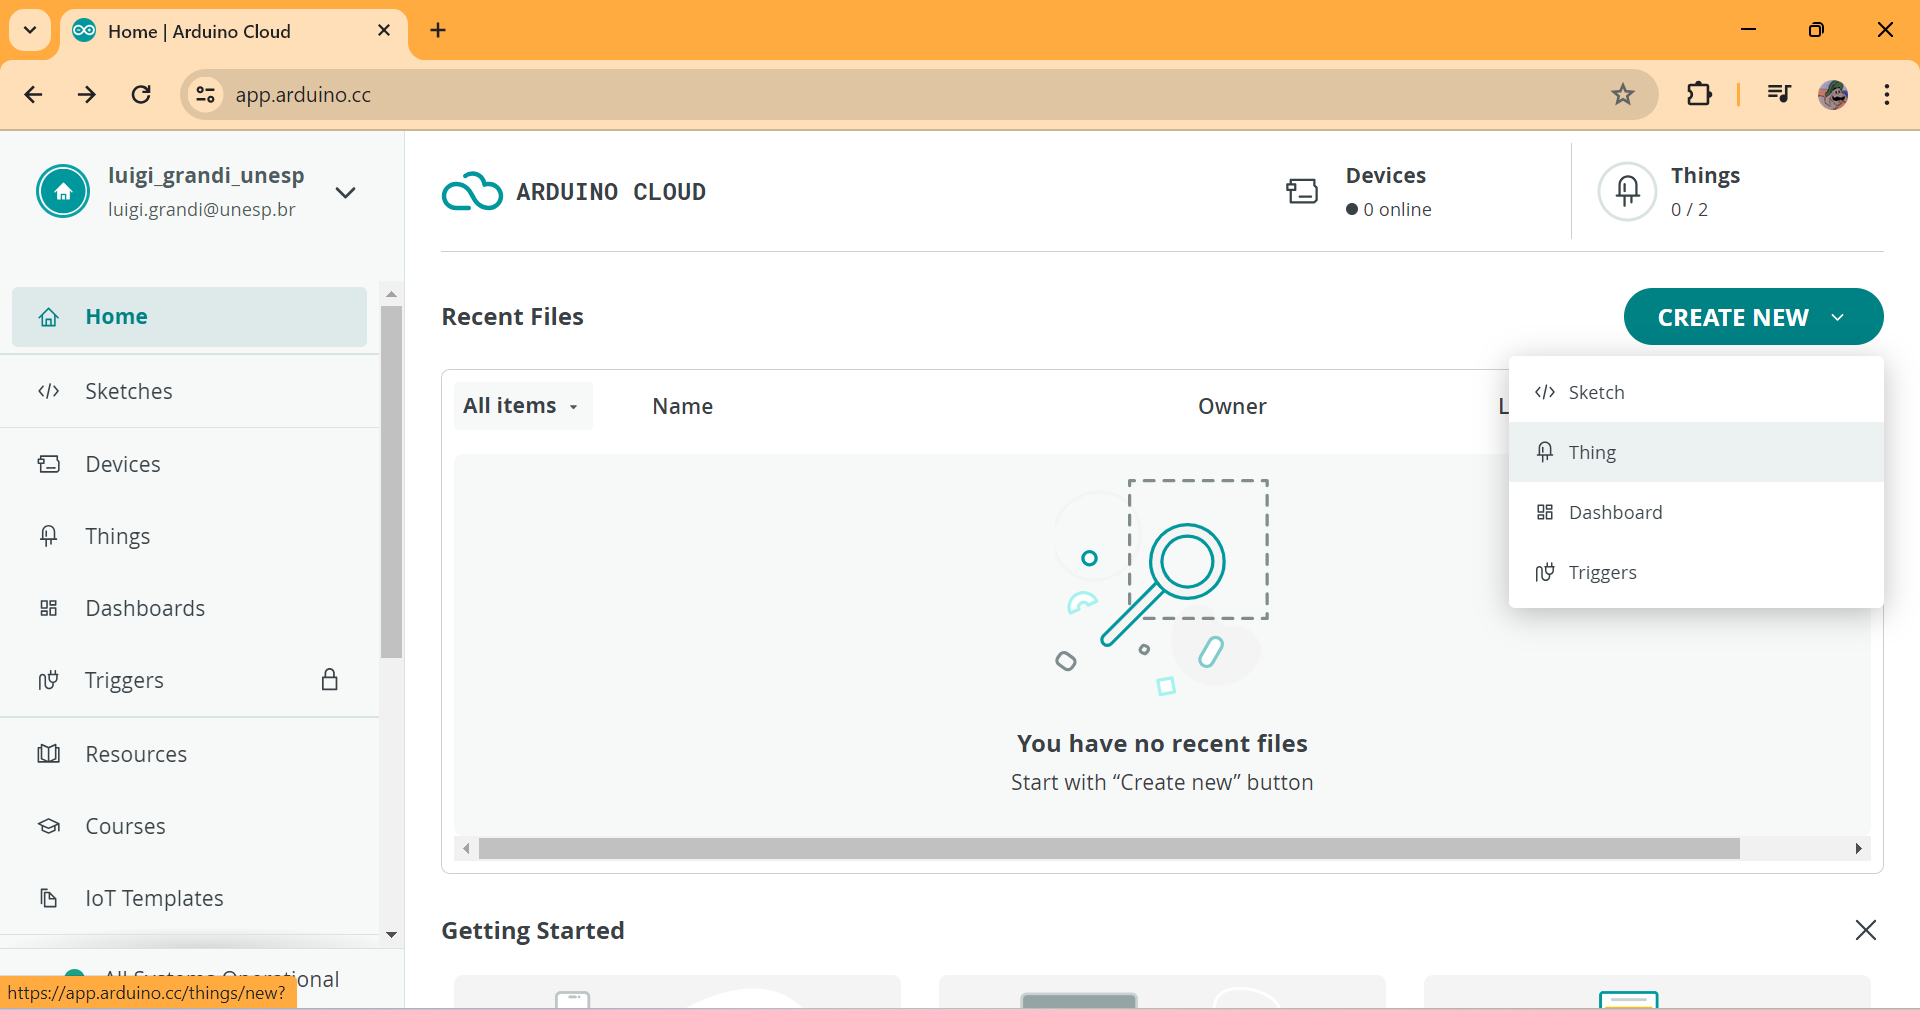 Home | Arduino Cloud
app.arduino.cc
luigi_grandi_unesp
luigi.grandi@unesp.br
ARDUINO CLOUD
Devices
0 online
Things
0 / 2
Home
Sketches
Devices
Things
Dashboards
Triggers
Resources
Courses
IoT Templates
All Systems Operational
https://app.arduino.cc/things/new?
Recent Files
CREATE NEW
Sketch
Thing
Dashboard
Triggers
All items
Name
Owner
L
You have no recent files
Start with “Create new” button
Getting Started